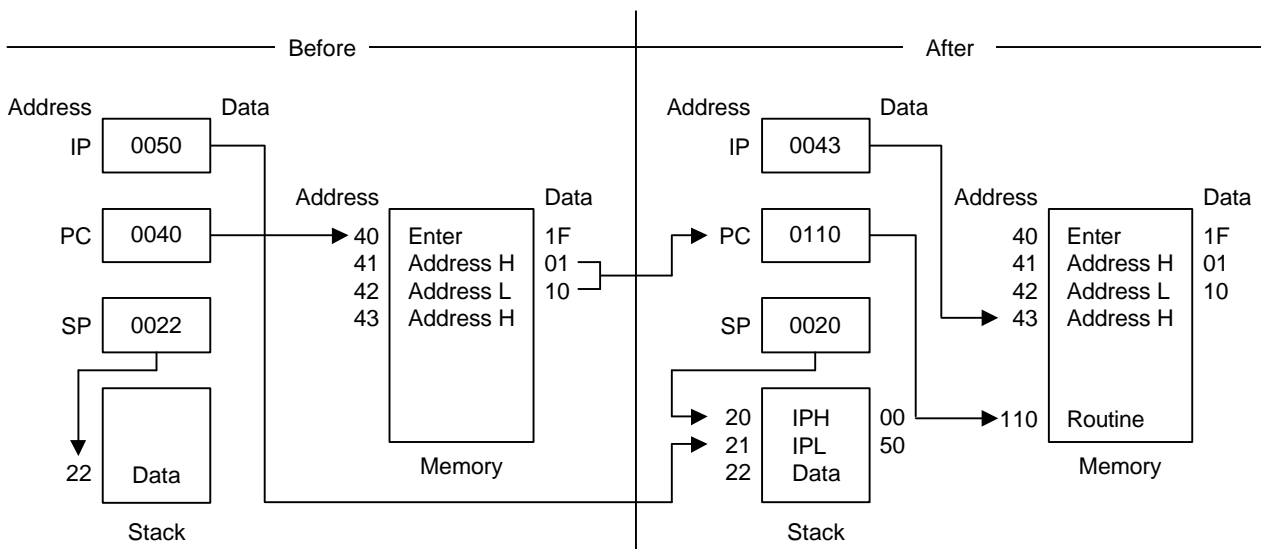 Before
Address Data
IP 0050
Address Data
PC 0040
40 Enter 1F
41 Address H 01
42 Address L 10
43 Address H
SP 0022
22 Data
Memory
Stack
After
Address Data
IP 0043
Address Data
PC 0110
40 Enter 1F
41 Address H 01
42 Address L 10
43 Address H
SP 0020
20 IPH 00
21 IPL 50
22 Data
110 Routine
Memory
Stack